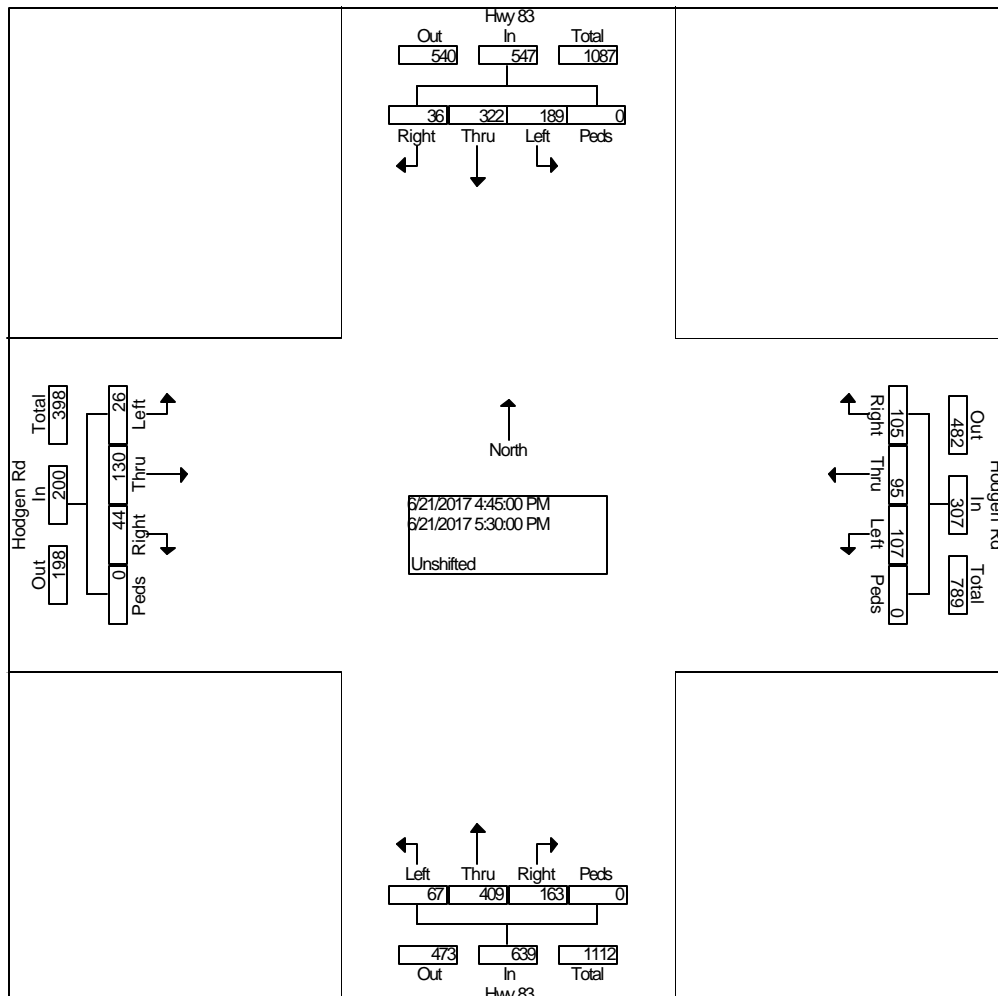 Hwy 83
Out In Total
540 547 1087
36 322 189 0
Right Thru Left Peds
Hodgen Rd
Total In Out
398 200 198
26 130 44 0
Left Thru Right Peds
North
6/21/2017 4:45:00 PM
6/21/2017 5:30:00 PM
Unshifted
Right Thru Left Peds
105 95 107 0
482 307 789
Out In Total
Hodgen Rd
Left Thru Right Peds
67 409 163 0
473 639 1112
Out In Total
Hwy 83